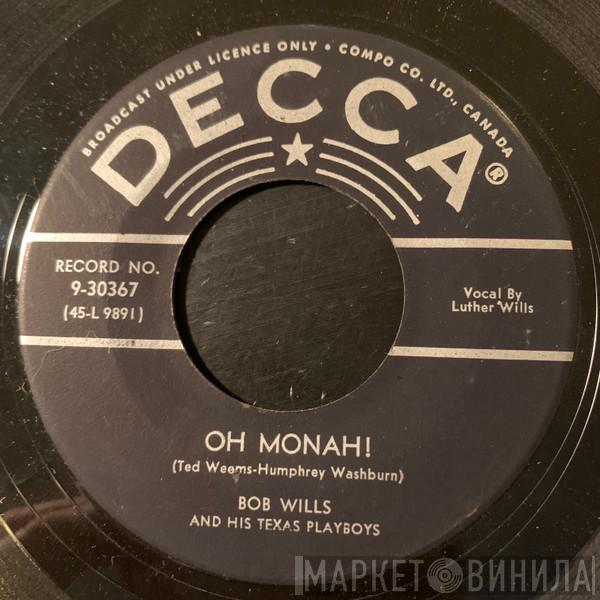 BROADCAST UNDER LICENCE ONLY • COMPO CO. LTD., CANADA
DECCA®
RECORD NO.
9-30367
(45-L 9891)
Vocal By
Luther Wills
OH MONAH!
(Ted Weems-Humphrey Washburn)
BOB WILLS
AND HIS TEXAS PLAYBOYS
МАРКЕТ ВИНИЛА